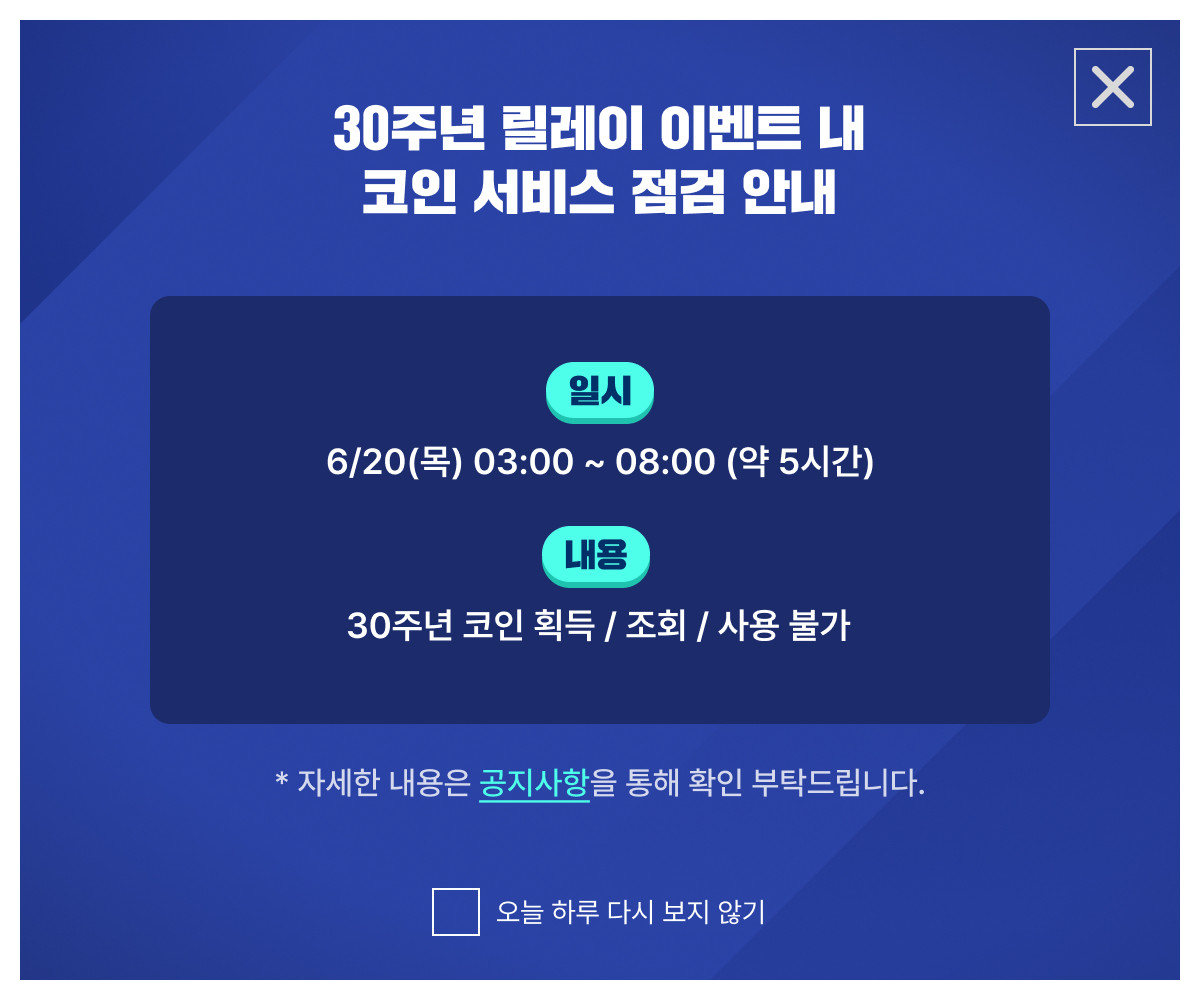 30주년 릴레이 이벤트 내
코인 서비스 점검 안내
일시
6/20(목) 03:00 ~ 08:00 (약 5시간)
내용
30주년 코인 획득 / 조회 / 사용 불가
* 자세한 내용은 공지사항을 통해 확인 부탁드립니다.
오늘 하루 다시 보지 않기